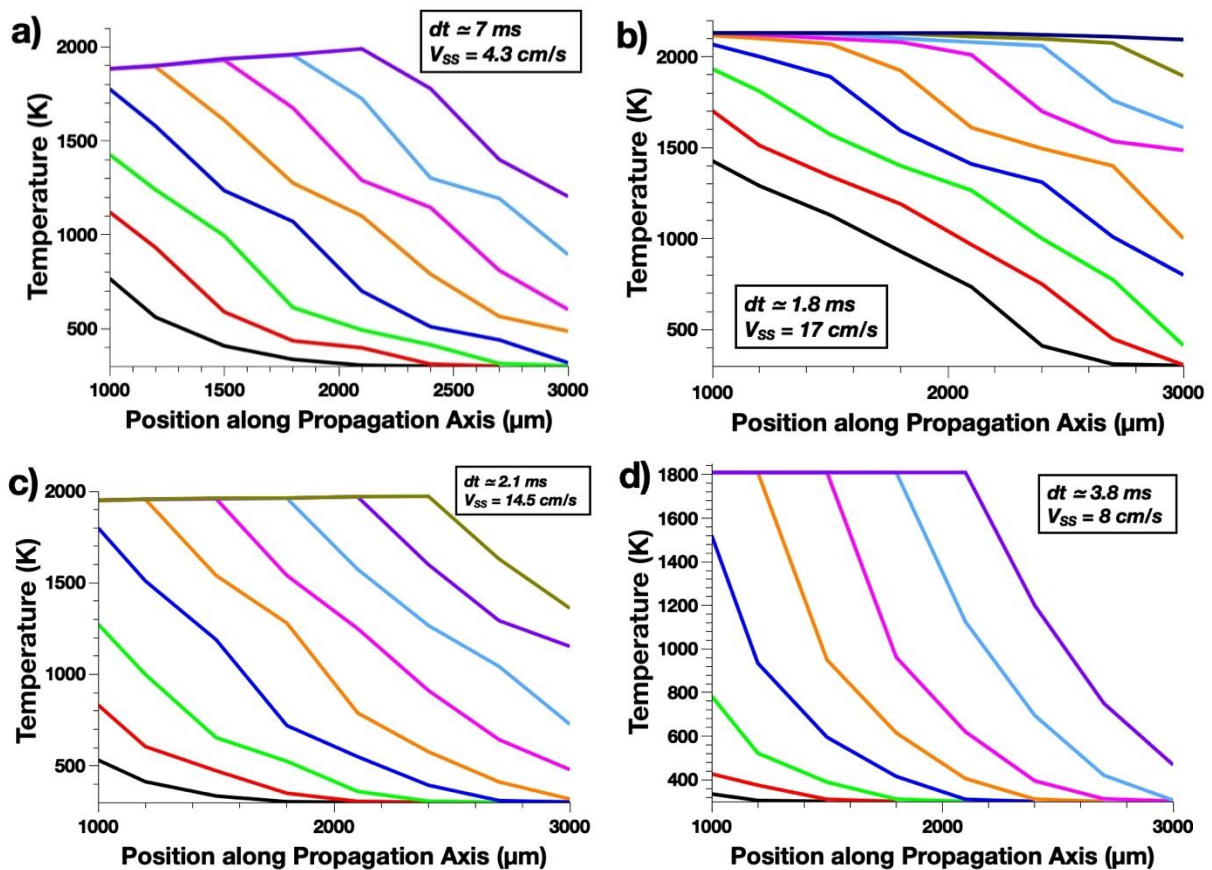 a)
dt ≃ 7 ms
V_SS = 4.3 cm/s
Temperature (K)
2000
1500
1000
500
1000 1500 2000 2500 3000
Position along Propagation Axis (µm)
b)
dt ≃ 1.8 ms
V_SS = 17 cm/s
Temperature (K)
2000
1500
1000
500
1000 2000 3000
Position along Propagation Axis (µm)
c)
dt ≃ 2.1 ms
V_SS = 14.5 cm/s
Temperature (K)
2000
1500
1000
500
1000 2000 3000
Position along Propagation Axis (µm)
d)
dt ≃ 3.8 ms
V_SS = 8 cm/s
Temperature (K)
1800
1600
1400
1200
1000
800
600
400
1000 2000 3000
Position along Propagation Axis (µm)